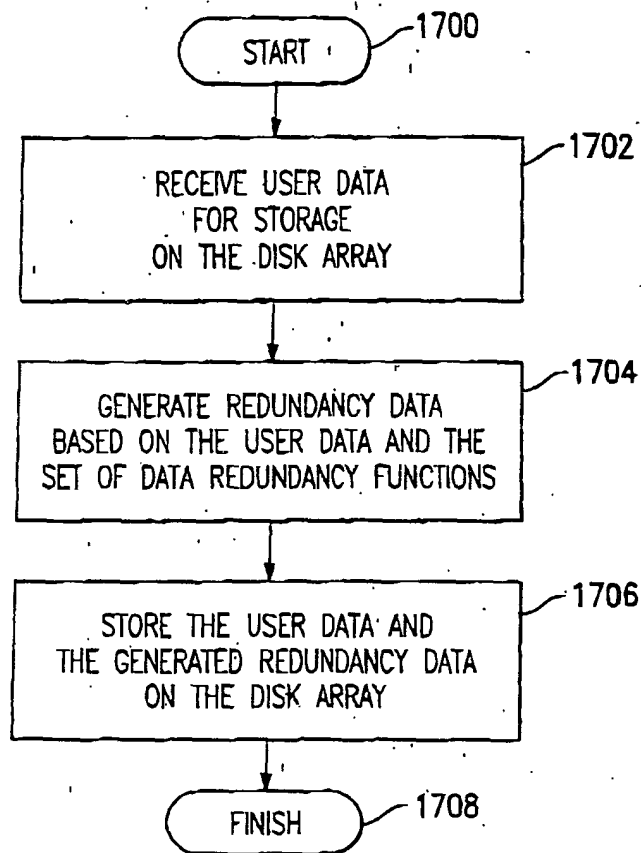 START
1700
1702
RECEIVE USER DATA
FOR STORAGE
ON THE DISK ARRAY
1704
GENERATE REDUNDANCY DATA
BASED ON THE USER DATA AND THE
SET OF DATA REDUNDANCY FUNCTIONS
1706
STORE THE USER DATA AND
THE GENERATED REDUNDANCY DATA
ON THE DISK ARRAY
FINISH
1708